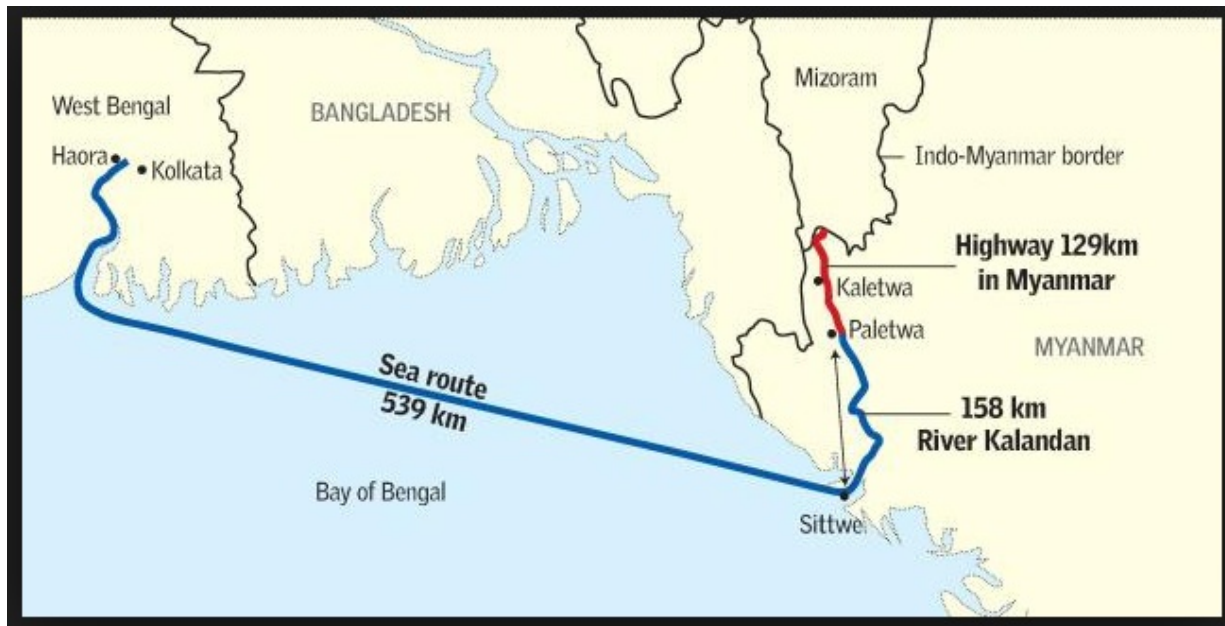 Mizoram
West Bengal
BANGLADESH
Haora
Kolkata
Indo-Myanmar border
Highway 129km
in Myanmar
Kaletwa
Paletwa
MYANMAR
Sea route
539 km
158 km
River Kalandan
Bay of Bengal
Sittwe